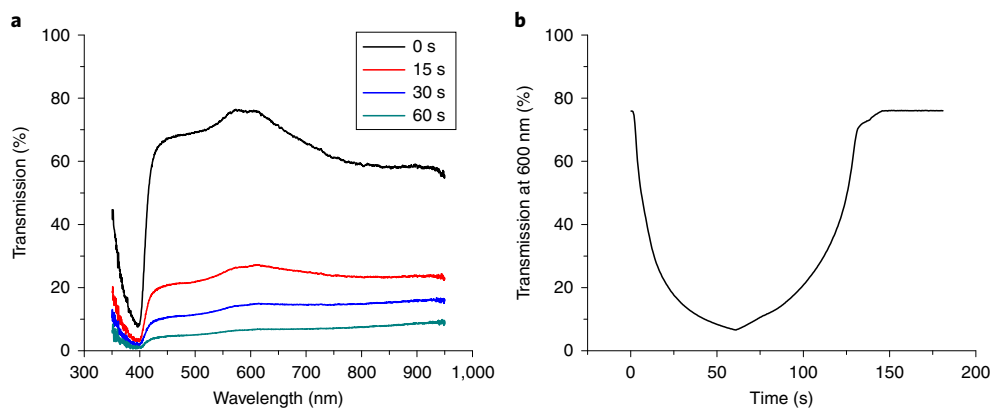 a
100
80
60
40
20
0
Transmission (%)
300 400 500 600 700 800 900 1,000
Wavelength (nm)
0 s
15 s
30 s
60 s
b
100
80
60
40
20
0
Transmission at 600 nm (%)
0 50 100 150 200
Time (s)